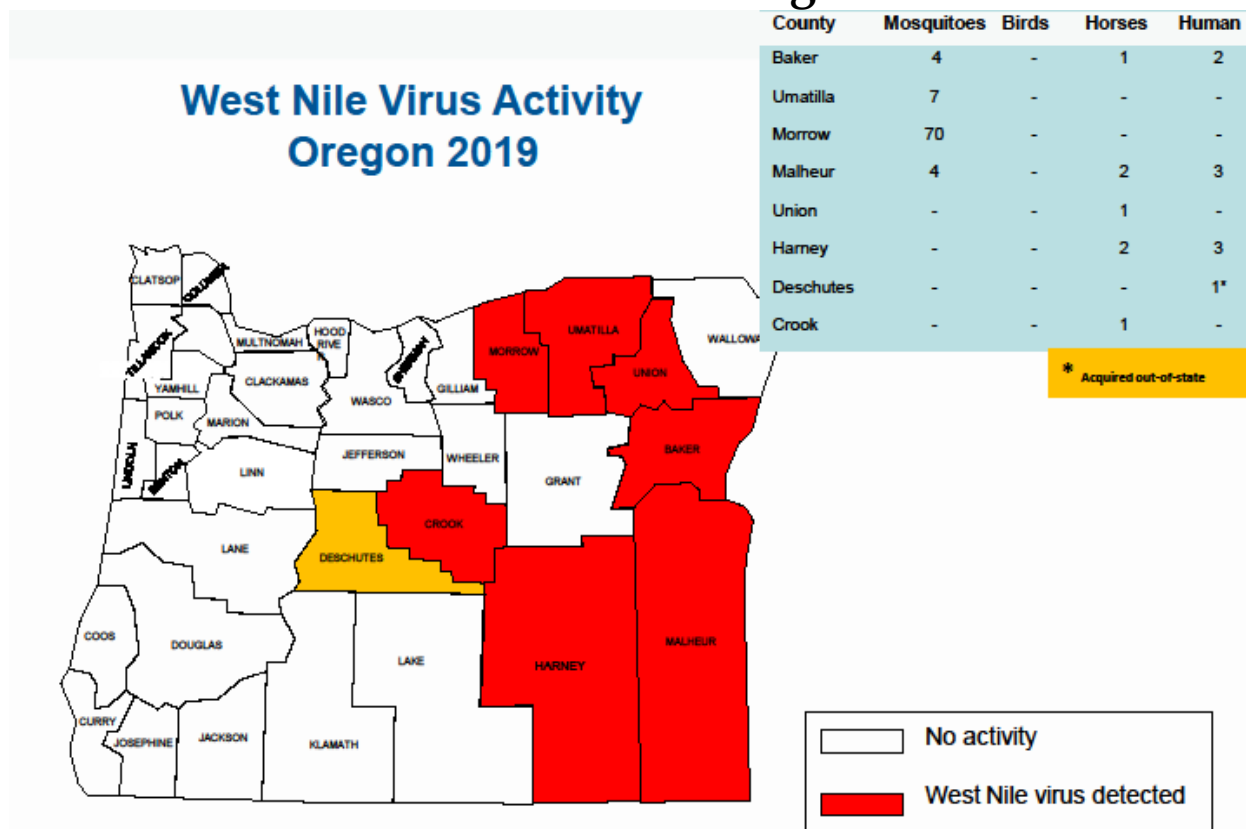 County Mosquitoes Birds Horses Human
Baker 4 - 1 2
Umatilla 7 - - -
Morrow 70 - - -
Malheur 4 - 2 3
Union - - 1 -
Harney - - 2 3
Deschutes - - - 1*
Crook - - 1 -
* Acquired out-of-state
West Nile Virus Activity
Oregon 2019
CLATSOP
COLUMBIA
TILLAMOOK
MULTNOMAH
HOOD
RIVE
SHERMAN
MORROW
UMATILLA
WALLOWA
UNION
YAMHILL
CLACKAMAS
WASCO
GILLIAM
POLK
MARION
LINCOLN
BENTON
LINN
JEFFERSON
WHEELER
GRANT
BAKER
LANE
DESCHUTES
CROOK
COOS
DOUGLAS
LAKE
HARNEY
MALHEUR
CURRY
JOSEPHINE
JACKSON
KLAMATH
No activity
West Nile virus detected